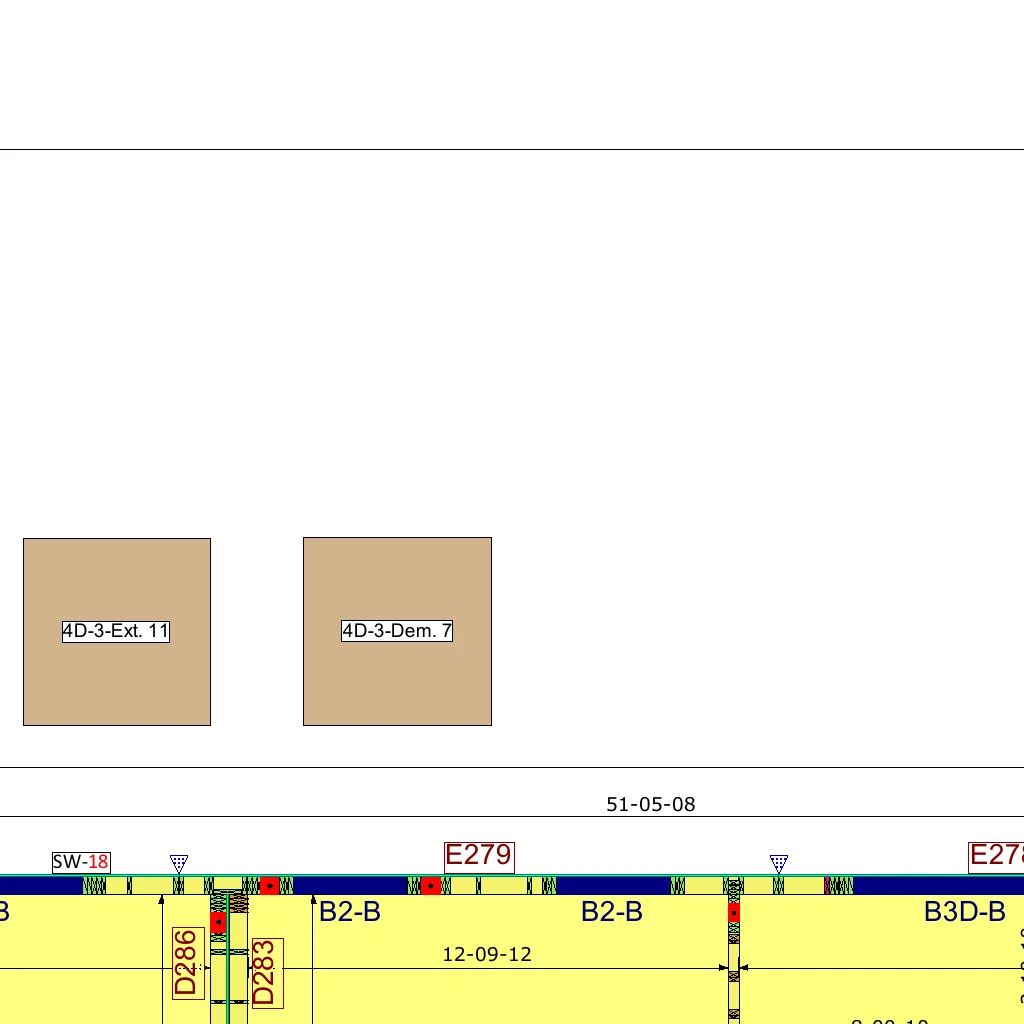 4D-3-Ext. 11
4D-3-Dem. 7
51-05-08
SW-18
E279
B2-B
B2-B
B3D-B
D286
D283
12-09-12